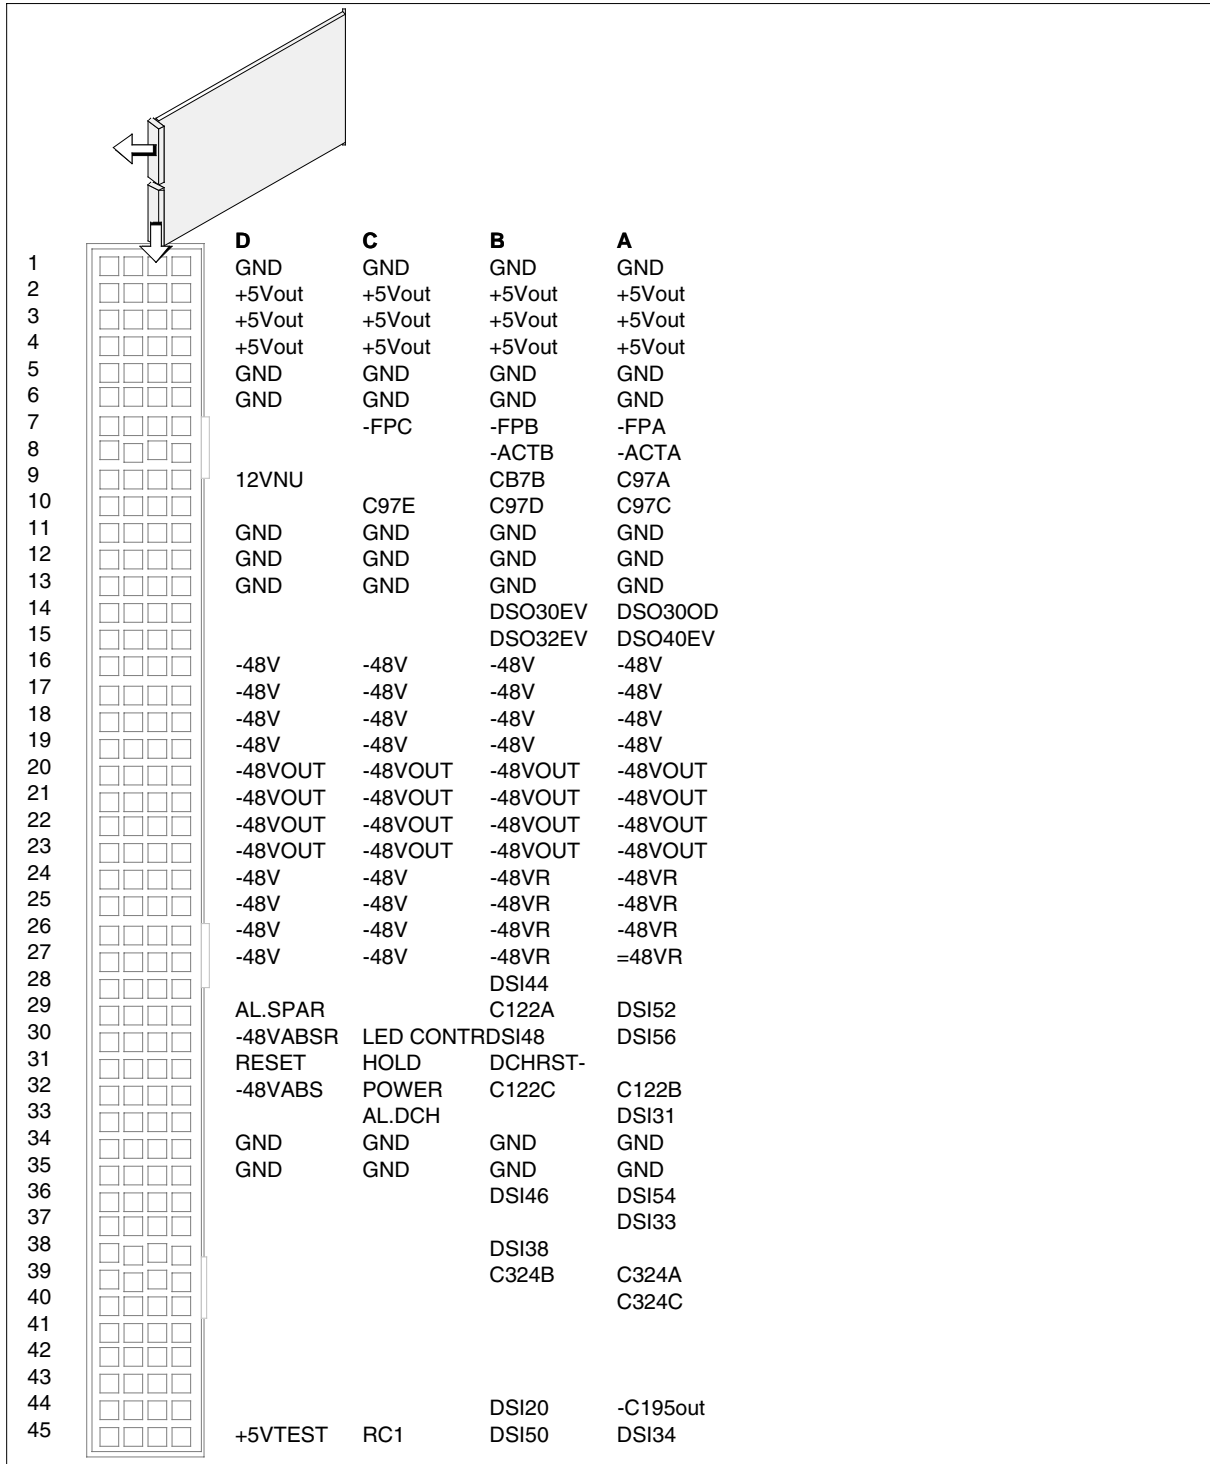 D C B A
1 GND GND GND GND
2 +5Vout +5Vout +5Vout +5Vout
3 +5Vout +5Vout +5Vout +5Vout
4 +5Vout +5Vout +5Vout +5Vout
5 GND GND GND GND
6 GND GND GND GND
7 -FPC -FPB -FPA
8 -ACTB -ACTA
9 12VNU CB7B C97A
10 C97E C97D C97C
11 GND GND GND GND
12 GND GND GND GND
13 GND GND GND GND
14 DSO30EV DSO30OD
15 DSO32EV DSO40EV
16 -48V -48V -48V -48V
17 -48V -48V -48V -48V
18 -48V -48V -48V -48V
19 -48V -48V -48V -48V
20 -48VOUT -48VOUT -48VOUT -48VOUT
21 -48VOUT -48VOUT -48VOUT -48VOUT
22 -48VOUT -48VOUT -48VOUT -48VOUT
23 -48VOUT -48VOUT -48VOUT -48VOUT
24 -48V -48V -48VR -48VR
25 -48V -48V -48VR -48VR
26 -48V -48V -48VR -48VR
27 -48V -48V -48VR =48VR
28 DSI44
29 AL.SPAR C122A DSI52
30 -48VABSR LED CONTRDSI48 DSI56
31 RESET HOLD DCHRST-
32 -48VABS POWER C122C C122B
33 AL.DCH DSI31
34 GND GND GND GND
35 GND GND GND GND
36 DSI46 DSI54
37 DSI33
38 DSI38
39 C324B C324A
40 C324C
41
42
43
44 DSI20 -C195out
45 +5VTEST RC1 DSI50 DSI34